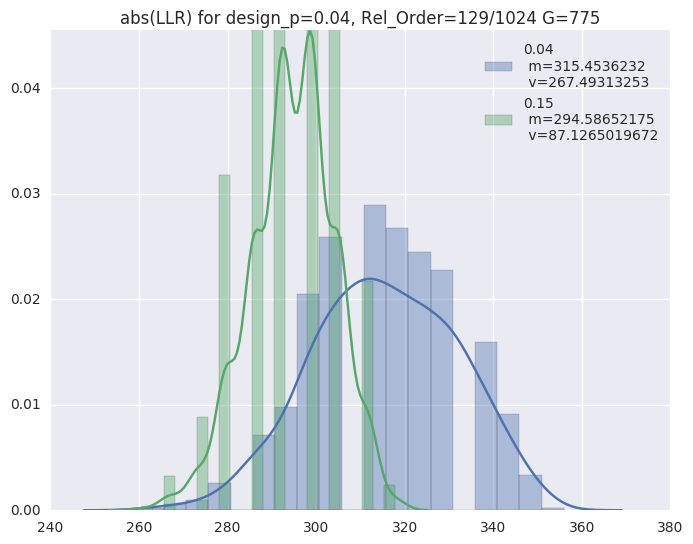 abs(LLR) for design_p=0.04, Rel_Order=129/1024 G=775
0.04
m=315.4536232
v=267.49313253
0.15
m=294.58652175
v=87.1265019672
0.04
0.03
0.02
0.01
0.00
240 260 280 300 320 340 360 380